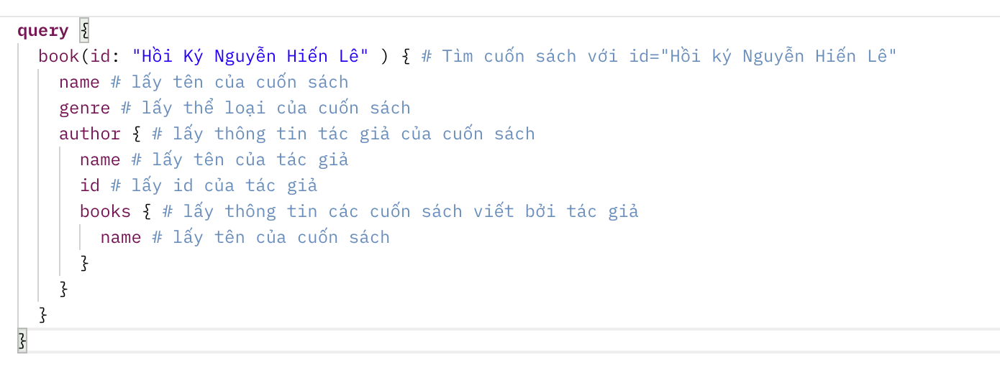 query {
book(id: "Hồi Ký Nguyễn Hiến Lê" ) { # Tìm cuốn sách với id="Hồi ký Nguyễn Hiến Lê"
name # lấy tên của cuốn sách
genre # lấy thể loại của cuốn sách
author { # lấy thông tin tác giả của cuốn sách
name # lấy tên của tác giả
id # lấy id của tác giả
books { # lấy thông tin các cuốn sách viết bởi tác giả
name # lấy tên của cuốn sách
}
}
}
}